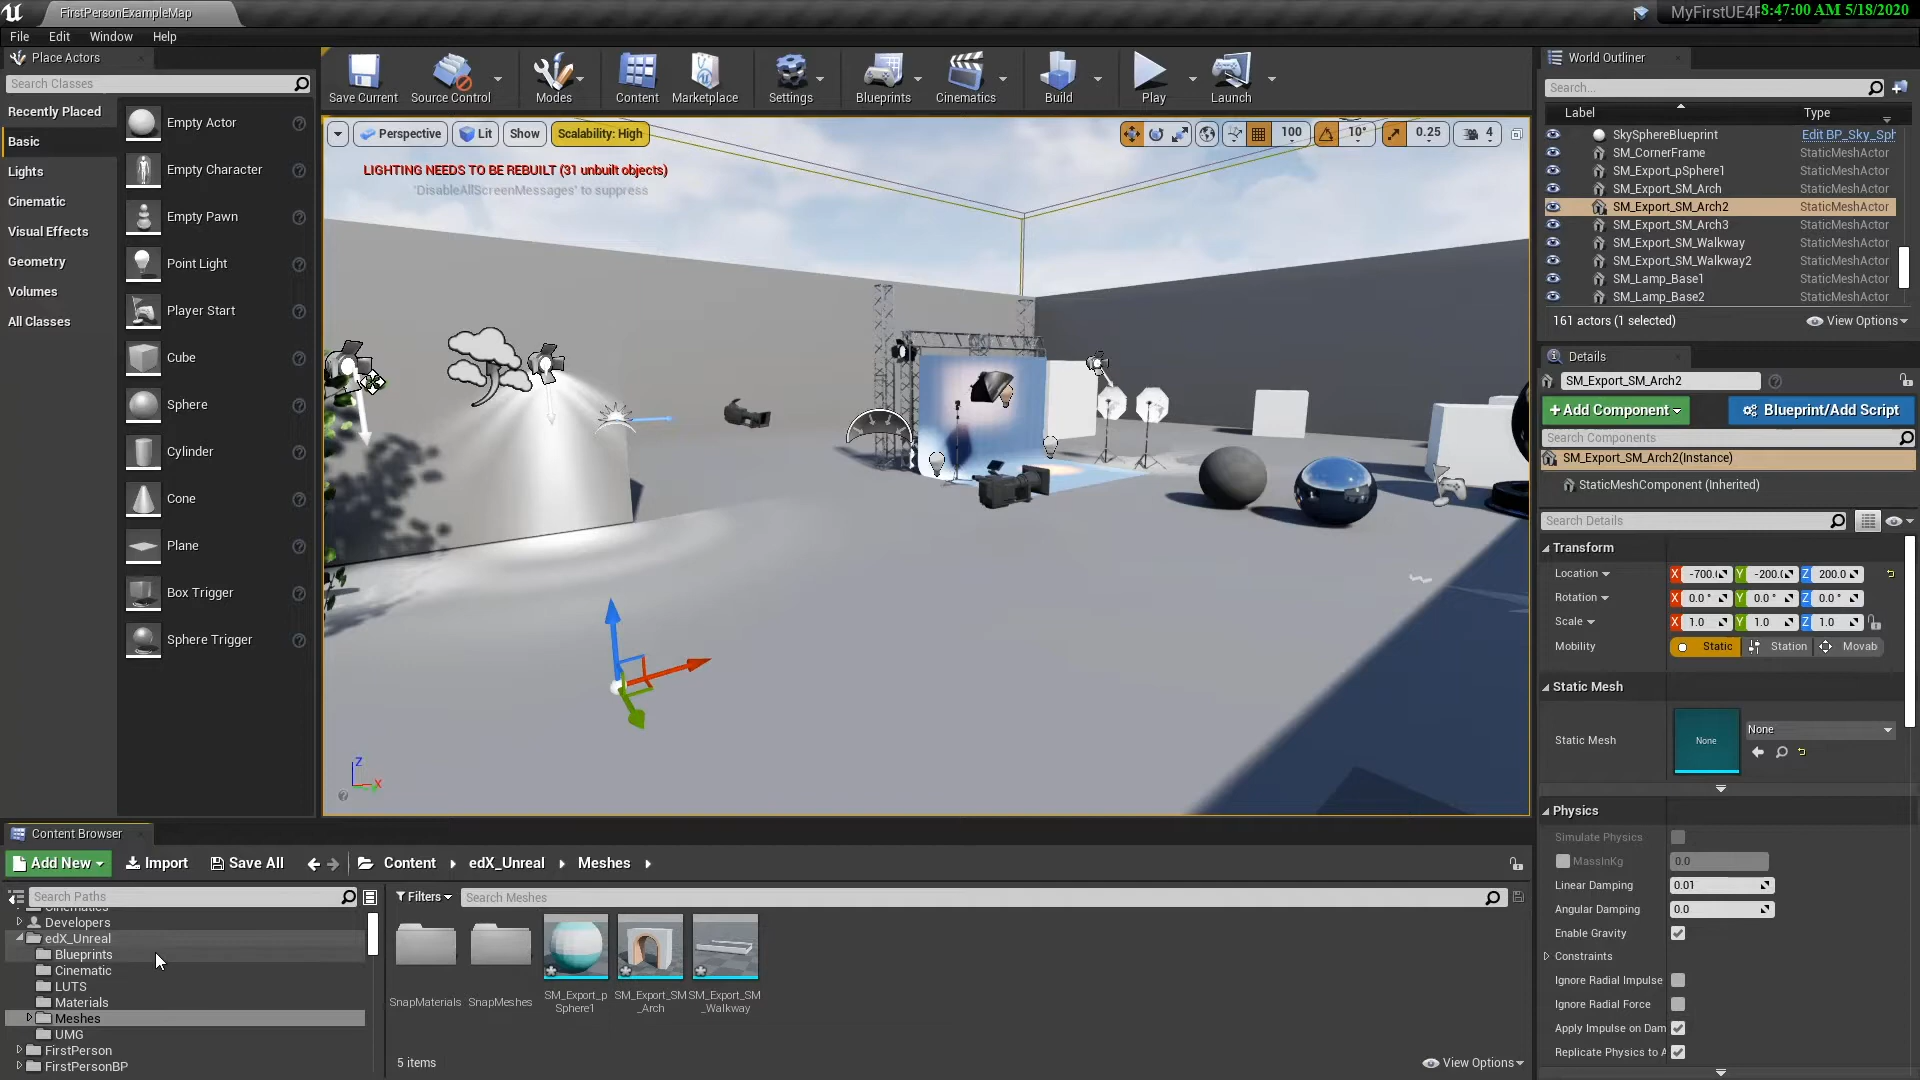 FirstPersonExampleMap
MyFirstUE4F
8:47:00 AM 5/18/2020
File Edit Window Help
Place Actors
Search Classes
Recently Placed
Basic
Lights
Cinematic
Visual Effects
Geometry
Volumes
All Classes
Empty Actor
Empty Character
Empty Pawn
Point Light
Player Start
Cube
Sphere
Cylinder
Cone
Plane
Box Trigger
Sphere Trigger
Save Current Source Control Modes Content Marketplace Settings Blueprints Cinematics Build Play Launch
Perspective Lit Show Scalability: High 100 10° 0.25 4
LIGHTING NEEDS TO BE REBUILT (31 unbuilt objects)
'DisableAllScreenMessages' to suppress
Z
X
World Outliner
Search...
Label Type
SkySphereBlueprint Edit BP_Sky_Sph
SM_CornerFrame StaticMeshActor
SM_Export_pSphere1 StaticMeshActor
SM_Export_SM_Arch StaticMeshActor
SM_Export_SM_Arch2 StaticMeshActor
SM_Export_SM_Arch3 StaticMeshActor
SM_Export_SM_Walkway StaticMeshActor
SM_Export_SM_Walkway2 StaticMeshActor
SM_Lamp_Base1 StaticMeshActor
SM_Lamp_Base2 StaticMeshActor
161 actors (1 selected) View Options
Details
SM_Export_SM_Arch2
+Add Component Blueprint/Add Script
Search Components
SM_Export_SM_Arch2(Instance)
StaticMeshComponent (Inherited)
Search Details
Transform
Location X -700.( Y -200.( Z 200.0
Rotation X 0.0 ° Y 0.0 ° Z 0.0 °
Scale X 1.0 Y 1.0 Z 1.0
Mobility Static Station Movab
Static Mesh
Static Mesh None None
Physics
Simulate Physics
MassInKg 0.0
Linear Damping 0.01
Angular Damping 0.0
Enable Gravity
Constraints
Ignore Radial Impulse
Ignore Radial Force
Apply Impulse on Dam
Replicate Physics to A
Content Browser
Add New Import Save All Content edX_Unreal Meshes
Search Paths
Cinematics
Developers
edX_Unreal
Blueprints
Cinematic
LUTS
Materials
Meshes
UMG
FirstPerson
FirstPersonBP
Filters Search Meshes
SnapMaterials
SnapMeshes
SM_Export_p
Sphere1
SM_Export_SM
_Arch
SM_Export_SM
_Walkway
5 items View Options